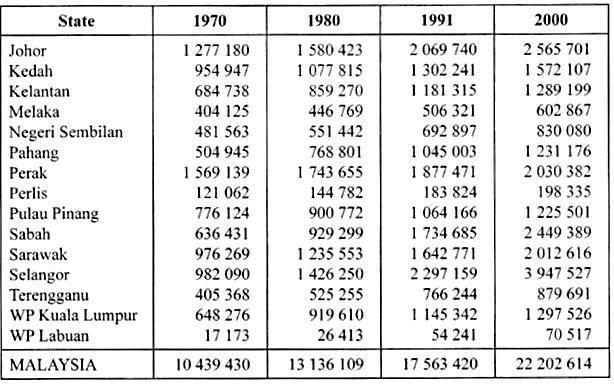 State 1970 1980 1991 2000
Johor 1 277 180 1 580 423 2 069 740 2 565 701
Kedah 954 947 1 077 815 1 302 241 1 572 107
Kelantan 684 738 859 270 1 181 315 1 289 199
Melaka 404 125 446 769 506 321 602 867
Negeri Sembilan 481 563 551 442 692 897 830 080
Pahang 504 945 768 801 1 045 003 1 231 176
Perak 1 569 139 1 743 655 1 877 471 2 030 382
Perlis 121 062 144 782 183 824 198 335
Pulau Pinang 776 124 900 772 1 064 166 1 225 501
Sabah 636 431 929 299 1 734 685 2 449 389
Sarawak 976 269 1 235 553 1 642 771 2 012 616
Selangor 982 090 1 426 250 2 297 159 3 947 527
Terengganu 405 368 525 255 766 244 879 691
WP Kuala Lumpur 648 276 919 610 1 145 342 1 297 526
WP Labuan 17 173 26 413 54 241 70 517
MALAYSIA 10 439 430 13 136 109 17 563 420 22 202 614